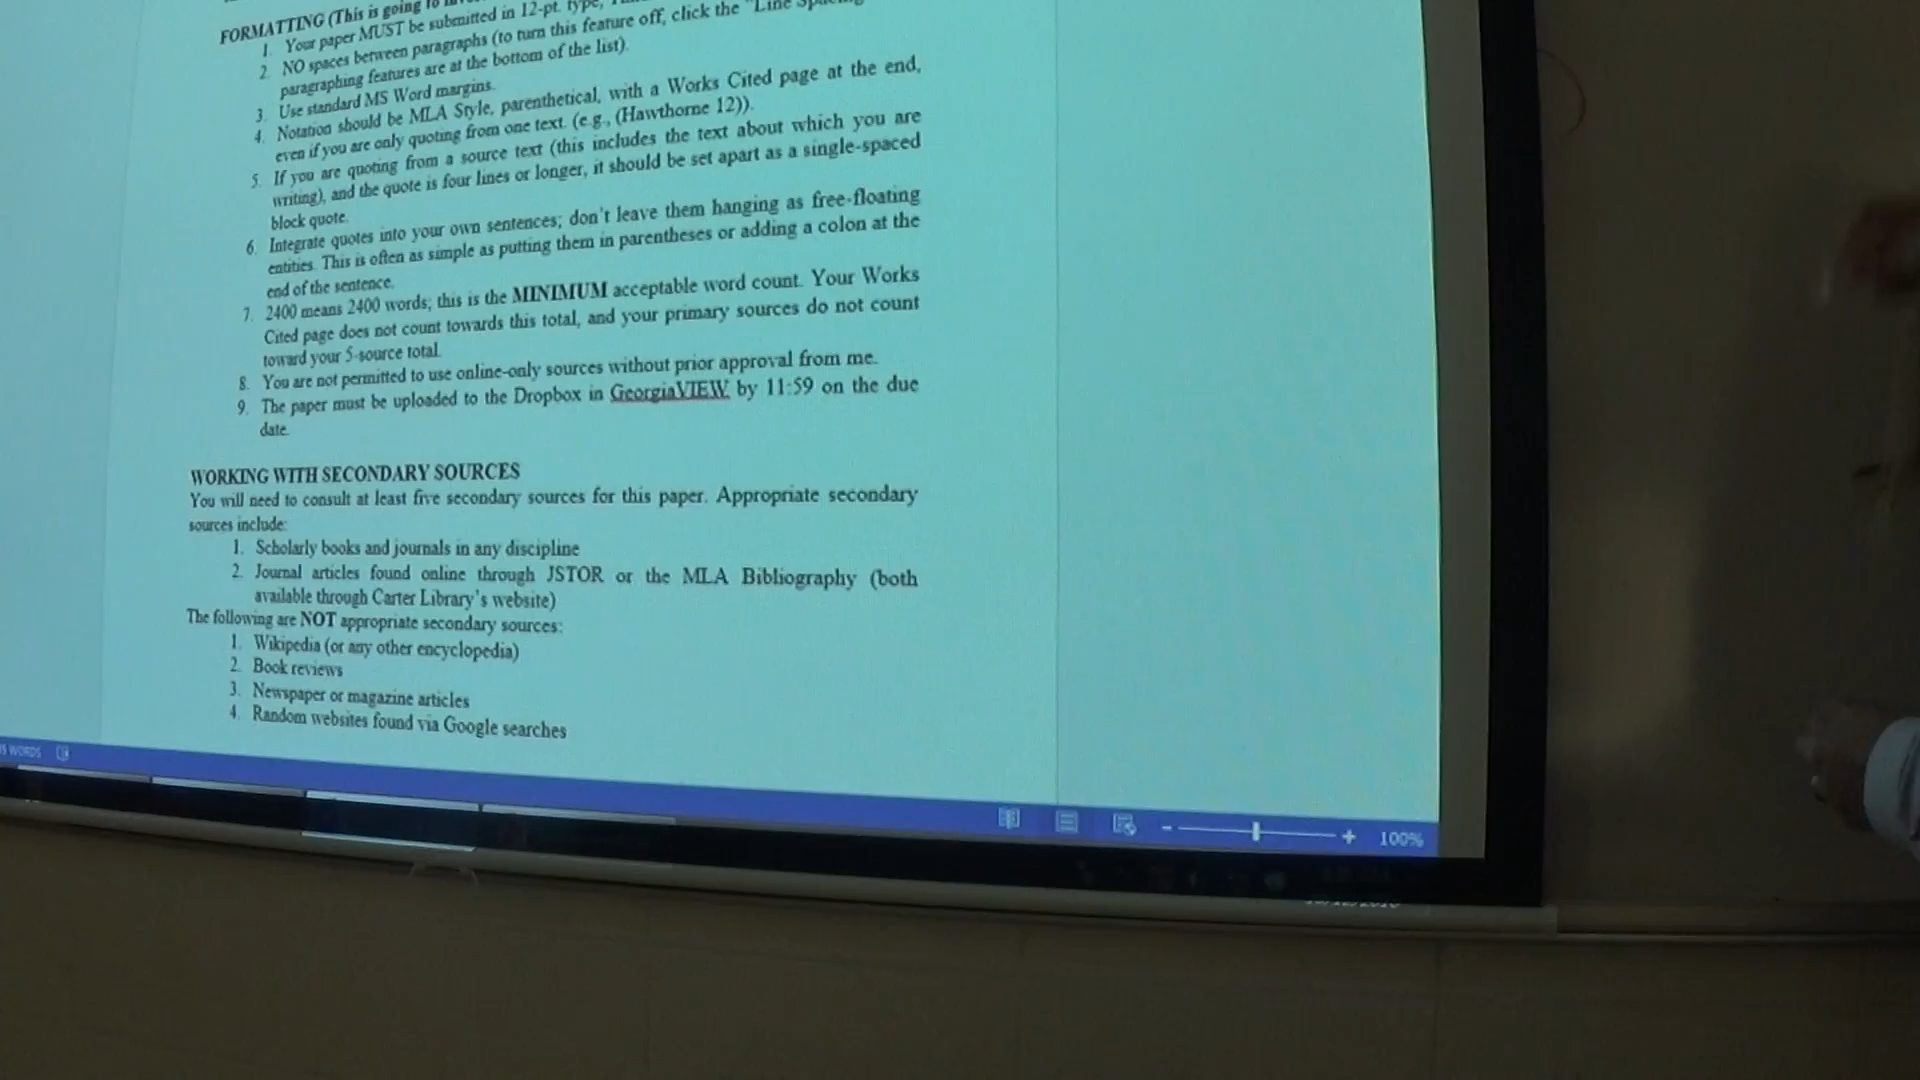 FORMATTING (This is going to
1. Your paper MUST be submitted in 12-pt. type,
2. NO spaces between paragraphs (to turn this feature off, click the "Line Spacing
paragraphing features are at the bottom of the list).
3. Use standard MS Word margins.
4. Notation should be MLA Style, parenthetical, with a Works Cited page at the end,
even if you are only quoting from one text. (e.g., (Hawthorne 12)).
5. If you are quoting from a source text (this includes the text about which you are
writing), and the quote is four lines or longer, it should be set apart as a single-spaced
block quote.
6. Integrate quotes into your own sentences; don't leave them hanging as free-floating
entities. This is often as simple as putting them in parentheses or adding a colon at the
end of the sentence.
7. 2400 means 2400 words; this is the MINIMUM acceptable word count. Your Works
Cited page does not count towards this total, and your primary sources do not count
toward your 5-source total.
8. You are not permitted to use online-only sources without prior approval from me.
9. The paper must be uploaded to the Dropbox in GeorgiaVIEW by 11:59 on the due
date.
WORKING WITH SECONDARY SOURCES
You will need to consult at least five secondary sources for this paper. Appropriate secondary
sources include:
1. Scholarly books and journals in any discipline
2. Journal articles found online through JSTOR or the MLA Bibliography (both
available through Carter Library's website)
The following are NOT appropriate secondary sources:
1. Wikipedia (or any other encyclopedia)
2. Book reviews
3. Newspaper or magazine articles
4. Random websites found via Google searches
WORDS
100%